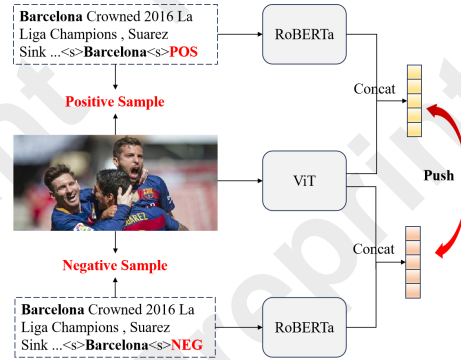 Barcelona Crowned 2016 La
Liga Champions , Suarez
Sink ...<s>Barcelona<s>POS
RoBERTa
Concat
Positive Sample
ViT
Push
UAREZ
Negative Sample
Concat
Barcelona Crowned 2016 La
Liga Champions , Suarez
Sink ...<s>Barcelona<s>NEG
RoBERTa